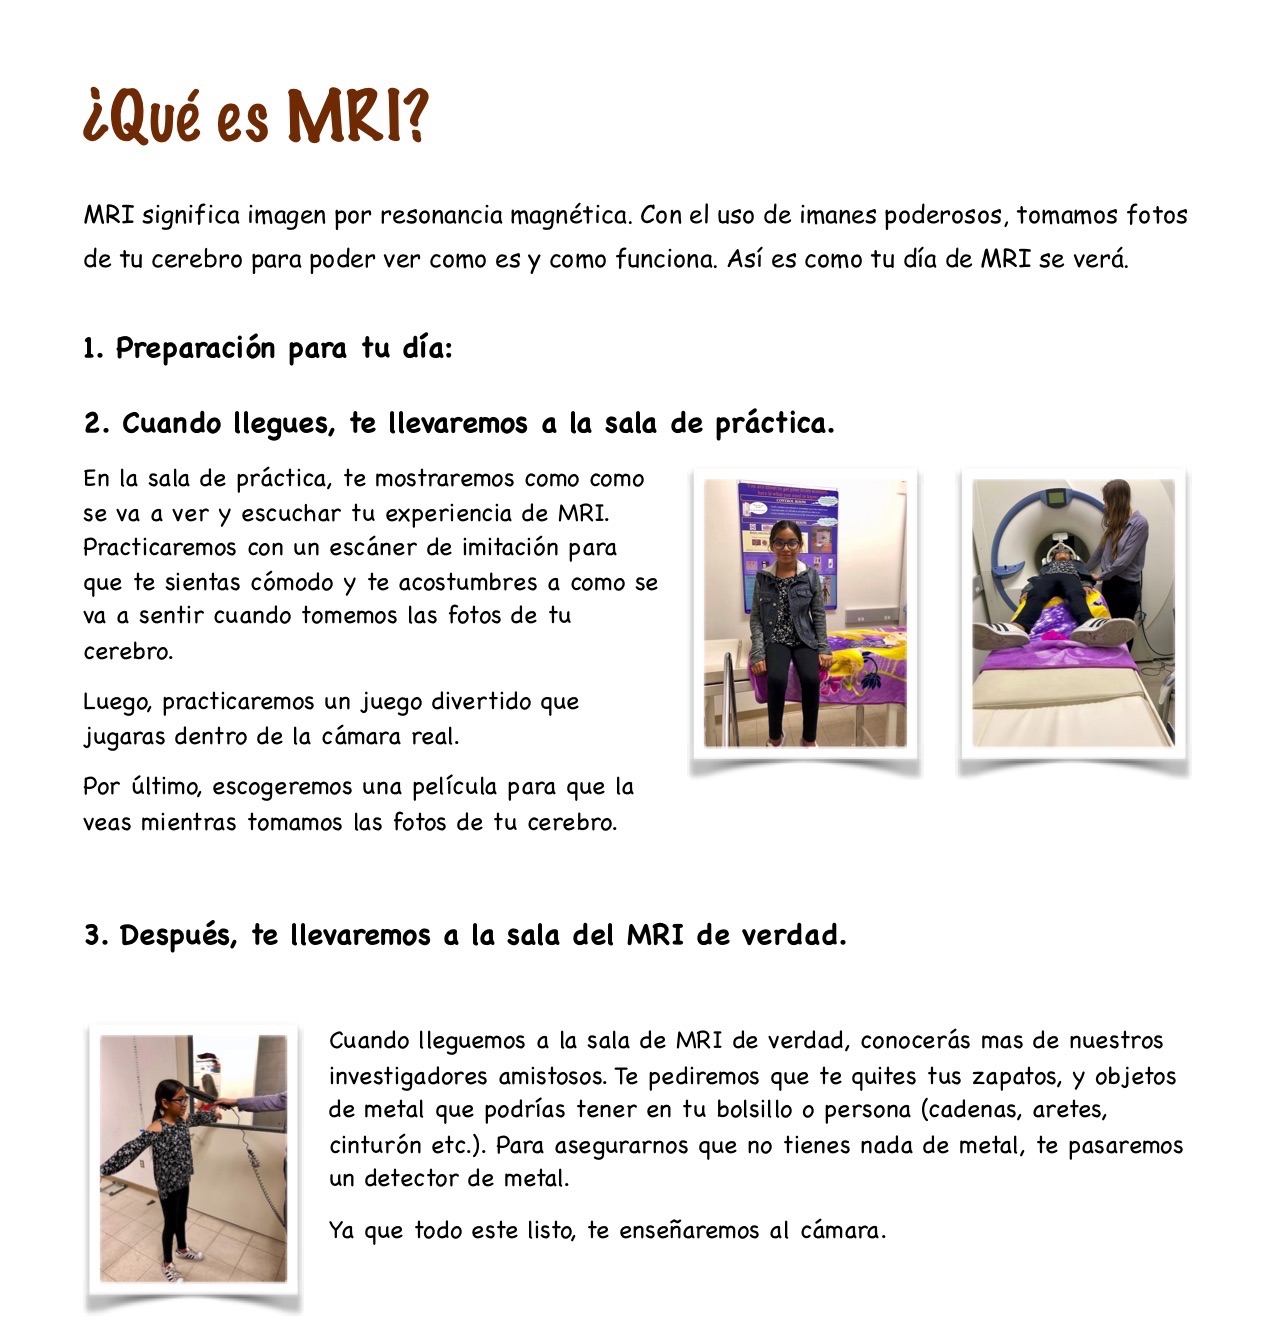 ¿Qué es MRI?
MRI significa imagen por resonancia magnética. Con el uso de imanes poderosos, tomamos fotos
de tu cerebro para poder ver como es y como funciona. Así es como tu día de MRI se verá.
1. Preparación para tu día:
2. Cuando llegues, te llevaremos a la sala de práctica.
En la sala de práctica, te mostraremos como como
se va a ver y escuchar tu experiencia de MRI.
Practicaremos con un escáner de imitación para
que te sientas cómodo y te acostumbres a como se
va a sentir cuando tomemos las fotos de tu
cerebro.
Luego, practicaremos un juego divertido que
jugaras dentro de la cámara real.
Por último, escogeremos una película para que la
veas mientras tomamos las fotos de tu cerebro.
CONTROL ROOM
3. Después, te llevaremos a la sala del MRI de verdad.
Cuando lleguemos a la sala de MRI de verdad, conocerás mas de nuestros
investigadores amistosos. Te pediremos que te quites tus zapatos, y objetos
de metal que podrías tener en tu bolsillo o persona (cadenas, aretes,
cinturón etc.). Para asegurarnos que no tienes nada de metal, te pasaremos
un detector de metal.
Ya que todo este listo, te enseñaremos al cámara.